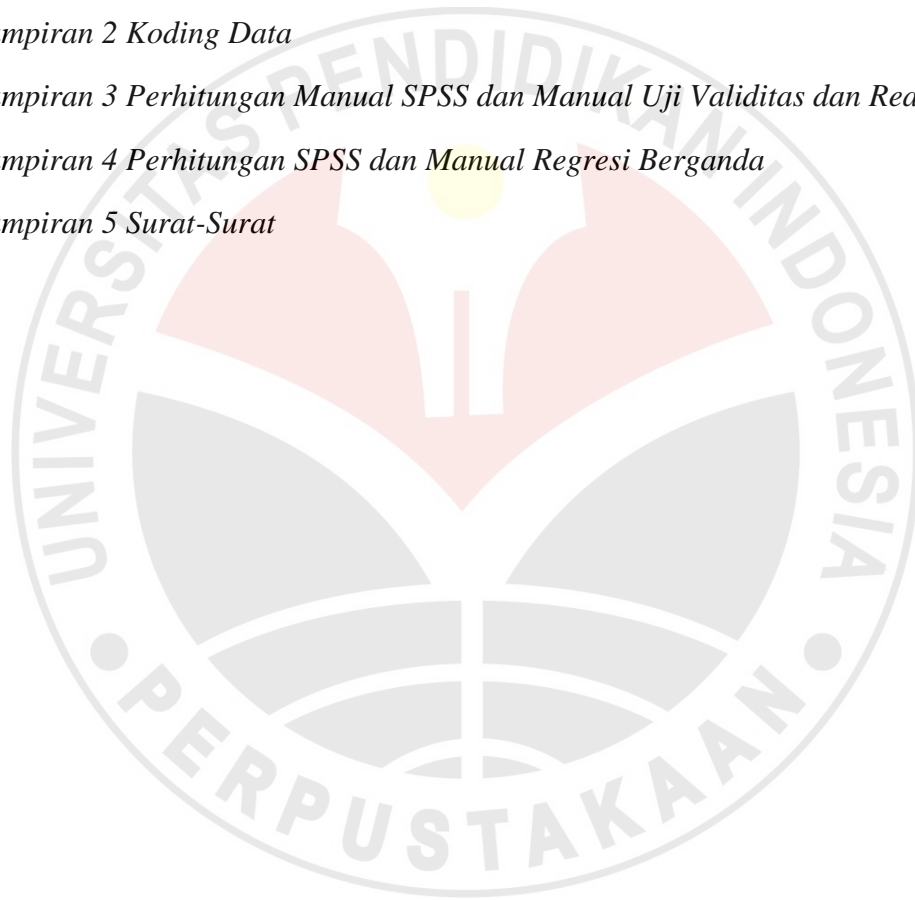 mpiran 2 Koding Data
mpiran 3 Perhitungan Manual SPSS dan Manual Uji Validitas dan Rea
mpiran 4 Perhitungan SPSS dan Manual Regresi Berganda
mpiran 5 Surat-Surat
UNIVERSITAS PENDIDIKAN INDONESIA
PERPUSTAKAAN